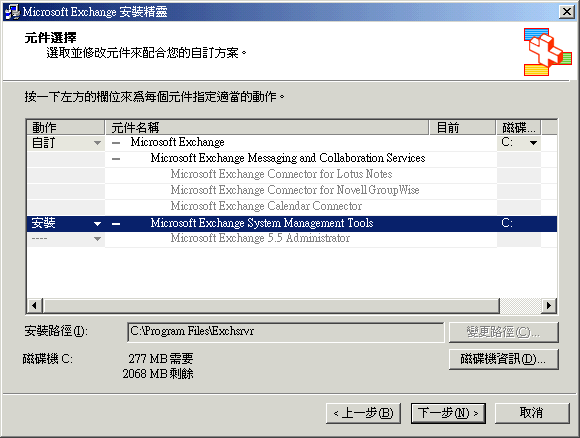 Microsoft Exchange 安裝精靈
元件選擇
選取並修改元件來配合您的自訂方案。
按一下左方的欄位來為每個元件指定適當的動作。
動作 元件名稱 目前 磁碟...
自訂 Microsoft Exchange C:
Microsoft Exchange Messaging and Collaboration Services
Microsoft Exchange Connector for Lotus Notes
Microsoft Exchange Connector for Novell GroupWise
Microsoft Exchange Calendar Connector
安裝 Microsoft Exchange System Management Tools C:
---- Microsoft Exchange 5.5 Administrator
安裝路徑(I): C:\Program Files\Exchsrvr 變更路徑(C)...
磁碟機 C: 277 MB 需要 磁碟機資訊(D)...
2068 MB 剩餘
< 上一步(B) 下一步(N) > 取消